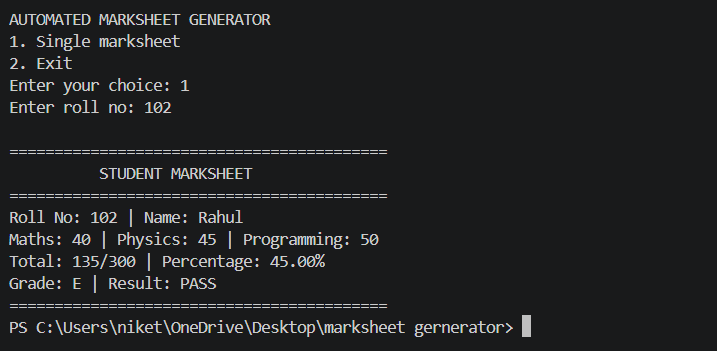 AUTOMATED MARKSHEET GENERATOR
1. Single marksheet
2. Exit
Enter your choice: 1
Enter roll no: 102
==========================================
STUDENT MARKSHEET
==========================================
Roll No: 102 | Name: Rahul
Maths: 40 | Physics: 45 | Programming: 50
Total: 135/300 | Percentage: 45.00%
Grade: E | Result: PASS
==========================================
PS C:\Users\niket\OneDrive\Desktop\marksheet gernerator>